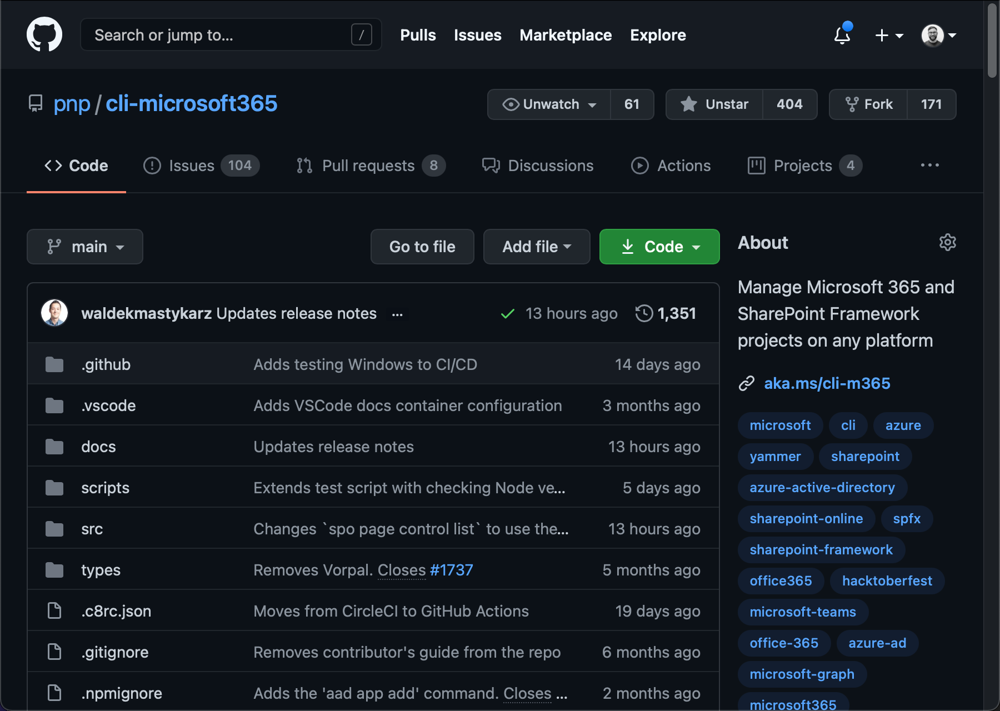 Search or jump to... /
Pulls Issues Marketplace Explore
pnp / cli-microsoft365
Unwatch 61
Unstar 404
Fork 171
Code
Issues 104
Pull requests 8
Discussions
Actions
Projects 4
...
main
Go to file
Add file
Code
waldekmastykarz Updates release notes ... 13 hours ago 1,351
.github Adds testing Windows to CI/CD 14 days ago
.vscode Adds VSCode docs container configuration 3 months ago
docs Updates release notes 13 hours ago
scripts Extends test script with checking Node ve... 5 days ago
src Changes `spo page control list` to use the... 13 hours ago
types Removes Vorpal. Closes #1737 5 months ago
.c8rc.json Moves from CircleCI to GitHub Actions 19 days ago
.gitignore Removes contributor's guide from the repo 6 months ago
.npmignore Adds the 'aad app add' command. Closes ... 2 months ago
About
Manage Microsoft 365 and
SharePoint Framework
projects on any platform
aka.ms/cli-m365
microsoft cli azure
yammer sharepoint
azure-active-directory
sharepoint-online spfx
sharepoint-framework
office365 hacktoberfest
microsoft-teams
office-365 azure-ad
microsoft-graph
microsoft365